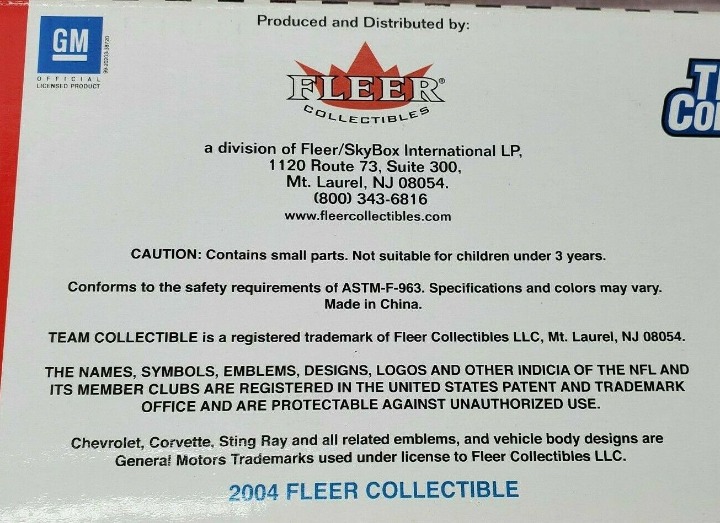 Produced and Distributed by:
GM
OFFICIAL
LICENSED PRODUCT
FLEER®
COLLECTIBLES
a division of Fleer/SkyBox International LP,
1120 Route 73, Suite 300,
Mt. Laurel, NJ 08054.
(800) 343-6816
www.fleercollectibles.com
CAUTION: Contains small parts. Not suitable for children under 3 years.
Conforms to the safety requirements of ASTM-F-963. Specifications and colors may vary.
Made in China.
TEAM COLLECTIBLE is a registered trademark of Fleer Collectibles LLC, Mt. Laurel, NJ 08054.
THE NAMES, SYMBOLS, EMBLEMS, DESIGNS, LOGOS AND OTHER INDICIA OF THE NFL AND
ITS MEMBER CLUBS ARE REGISTERED IN THE UNITED STATES PATENT AND TRADEMARK
OFFICE AND ARE PROTECTABLE AGAINST UNAUTHORIZED USE.
Chevrolet, Corvette, Sting Ray and all related emblems, and vehicle body designs are
General Motors Trademarks used under license to Fleer Collectibles LLC.
2004 FLEER COLLECTIBLE